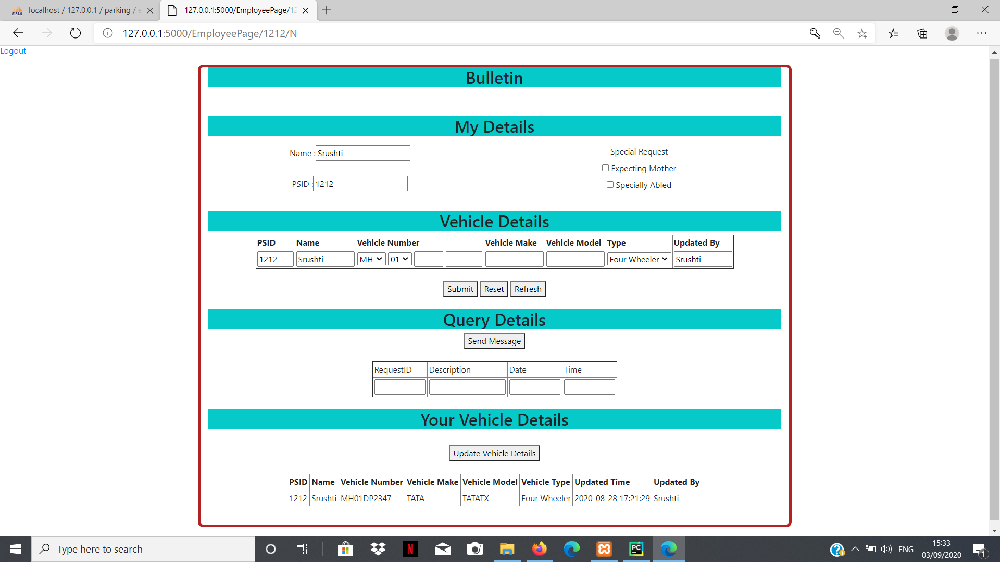 localhost / 127.0.0.1 / parking / e
127.0.0.1:5000/EmployeePage/12
127.0.0.1:5000/EmployeePage/1212/N
Logout
Bulletin
My Details
Name : Srushti
Special Request
Expecting Mother
PSID : 1212
Specially Abled
Vehicle Details
PSID Name Vehicle Number Vehicle Make Vehicle Model Type Updated By
1212 Srushti MH 01 Four Wheeler Srushti
Submit Reset Refresh
Query Details
Send Message
RequestID Description Date Time
Your Vehicle Details
Update Vehicle Details
PSID Name Vehicle Number Vehicle Make Vehicle Model Vehicle Type Updated Time Updated By
1212 Srushti MH01DP2347 TATA TATATX Four Wheeler 2020-08-28 17:21:29 Srushti
Type here to search
ENG
15:33
03/09/2020
1
PMA
N
PC